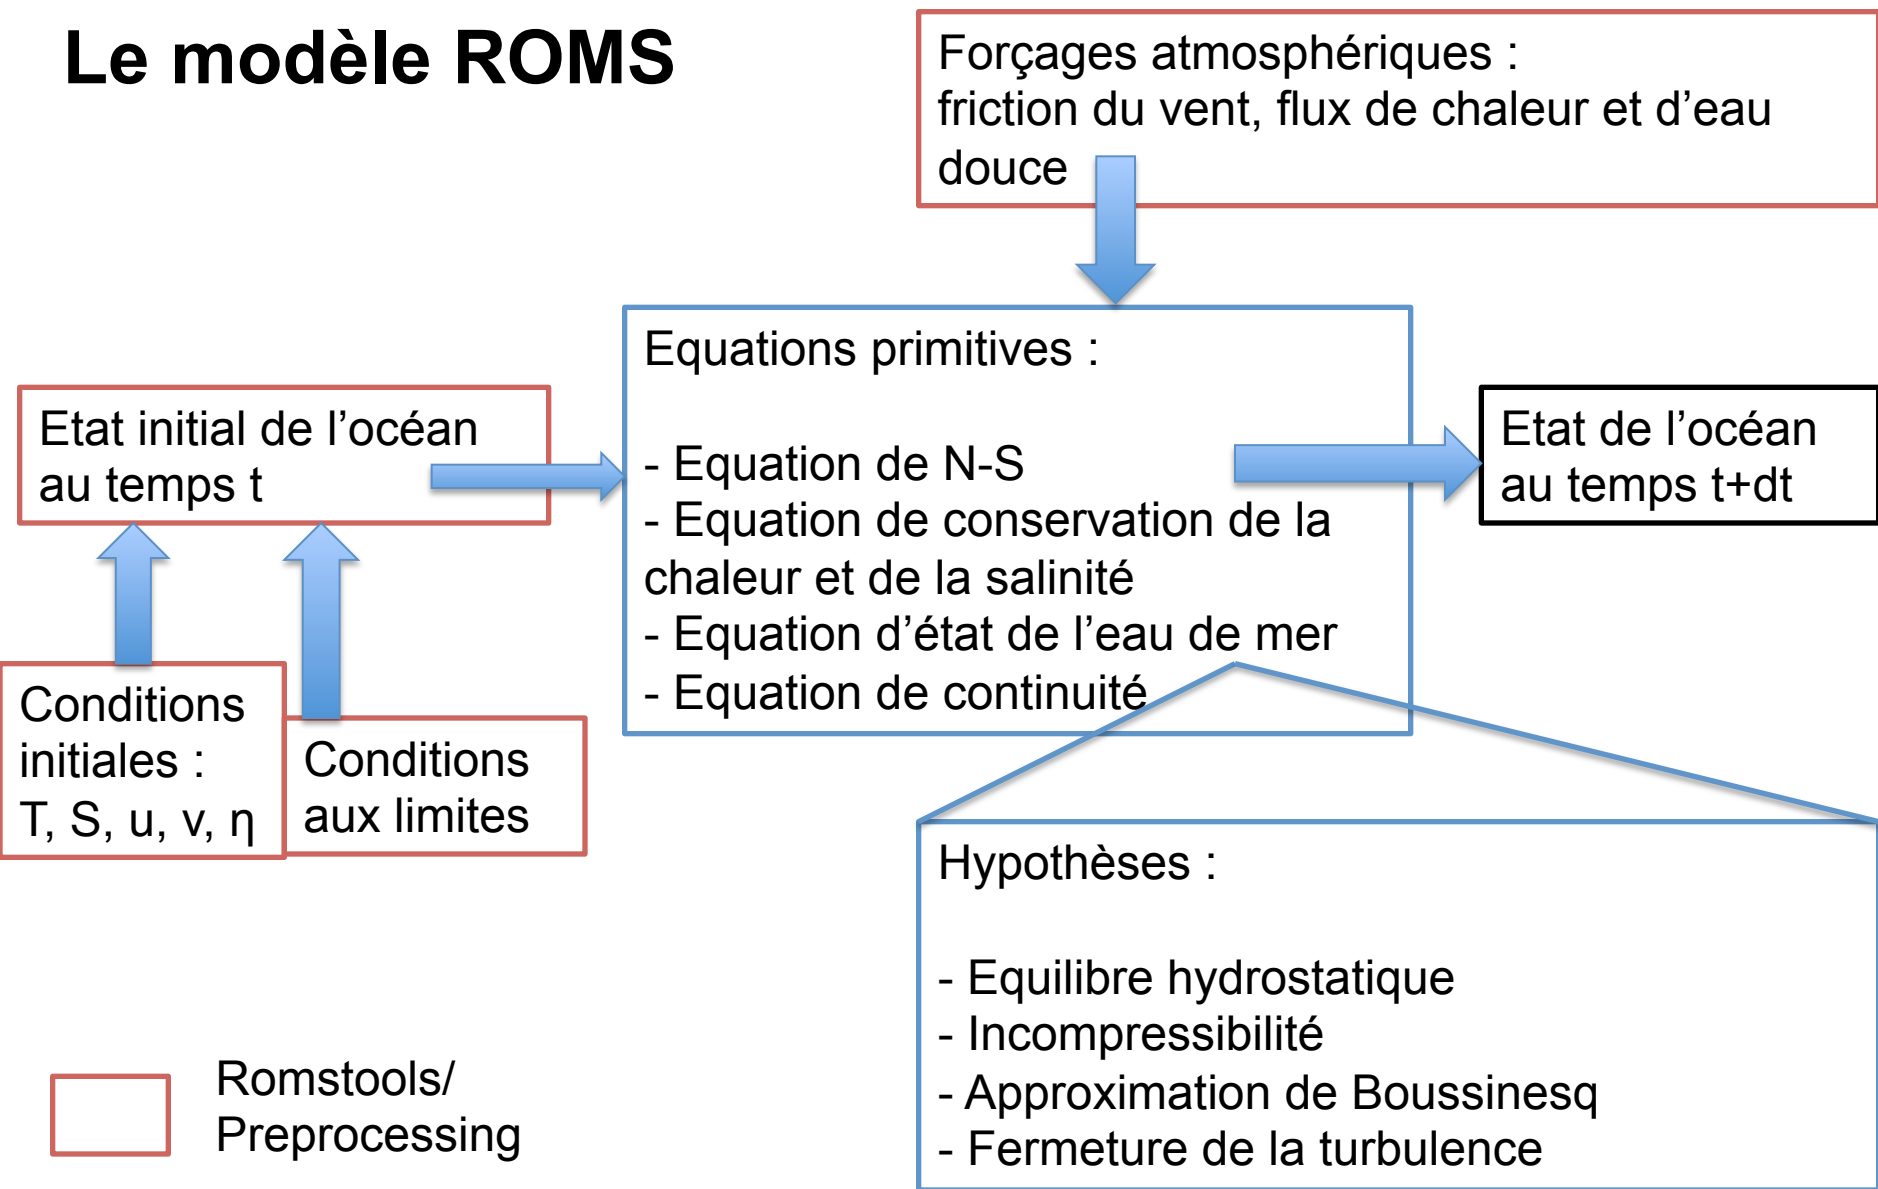 Le modèle ROMS
Forçages atmosphériques :
friction du vent, flux de chaleur et d’eau
douce
Equations primitives :
- Equation de N-S
- Equation de conservation de la
chaleur et de la salinité
- Equation d’état de l’eau de mer
- Equation de continuité
Etat initial de l’océan
au temps t
Etat de l’océan
au temps t+dt
Conditions
initiales :
T, S, u, v, η
Conditions
aux limites
Hypothèses :
- Equilibre hydrostatique
- Incompressibilité
- Approximation de Boussinesq
- Fermeture de la turbulence
Romstools/
Preprocessing